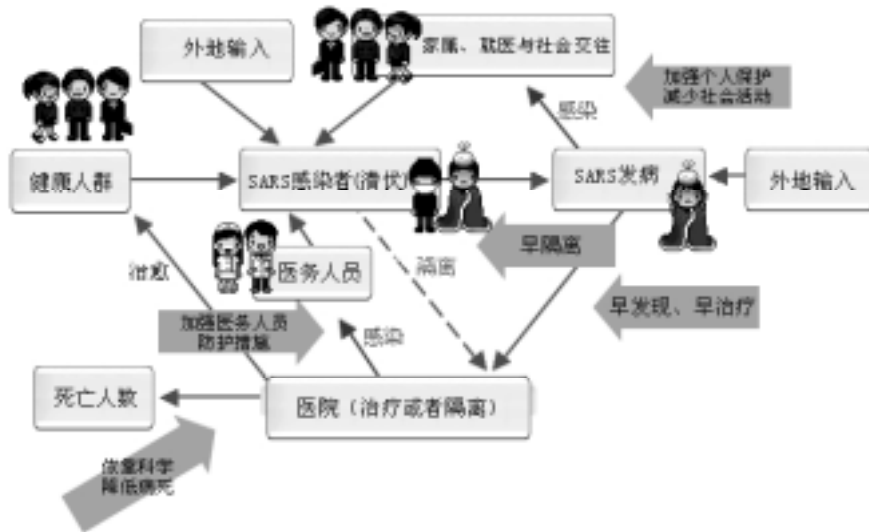 外地输入
家属、就医与社会交往
加强个人保护
减少社会活动
感染
健康人群
SARS感染者(潜伏)
SARS发病
外地输入
早隔离
治愈
医务人员
隔离
早发现、早治疗
加强医务人员
防护措施
感染
死亡人数
医院（治疗或者隔离）
依靠科学
降低病死